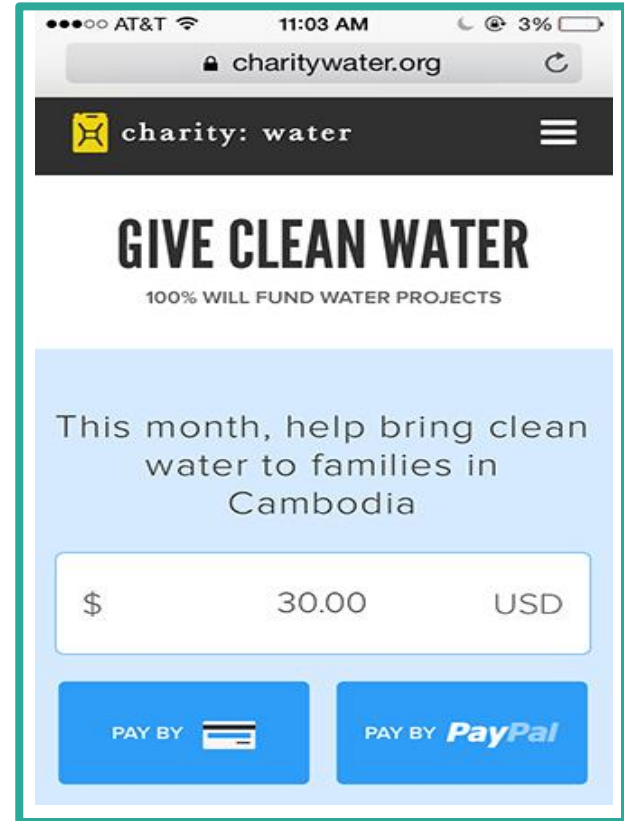 AT&T 11:03 AM 3%
charitywater.org
charity: water
GIVE CLEAN WATER
100% WILL FUND WATER PROJECTS
This month, help bring clean
water to families in
Cambodia
$ 30.00 USD
PAY BY PAY BY PayPal